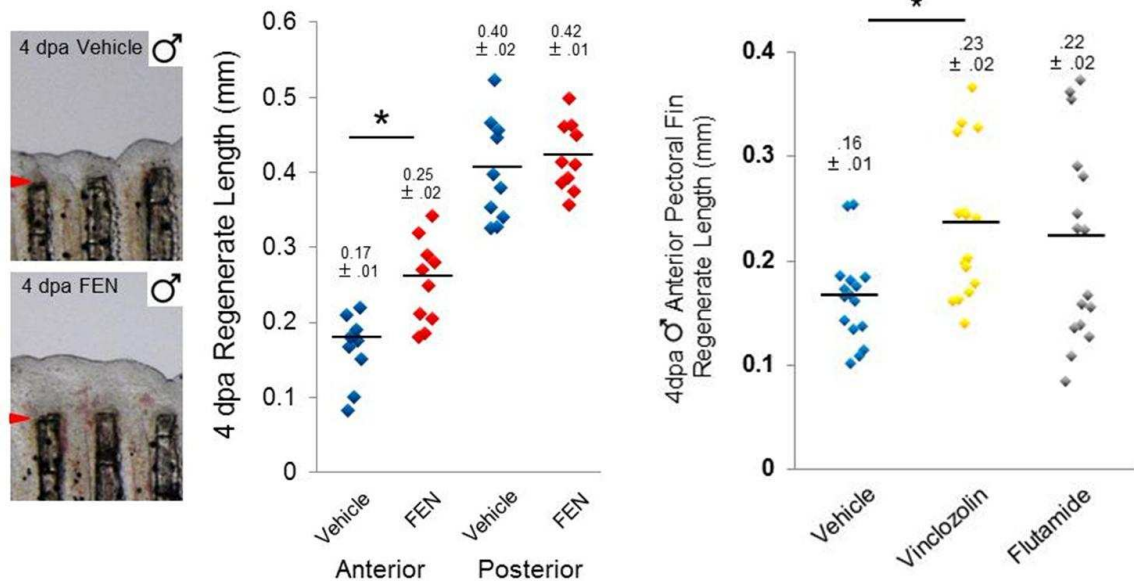 4 dpa Vehicle ♂
4 dpa FEN ♂
4 dpa Regenerate Length (mm)
0.6
0.5
0.4
0.3
0.2
0.1
0
0.17
± .01
*
0.25
± .02
0.40
± .02
0.42
± .01
Vehicle
FEN
Vehicle
FEN
Anterior
Posterior
4dpa ♂ Anterior Pectoral Fin
Regenerate Length (mm)
0.4
0.3
0.2
0.1
0
*
.16
± .01
.23
± .02
.22
± .02
Vehicle
Vinclozolin
Flutamide